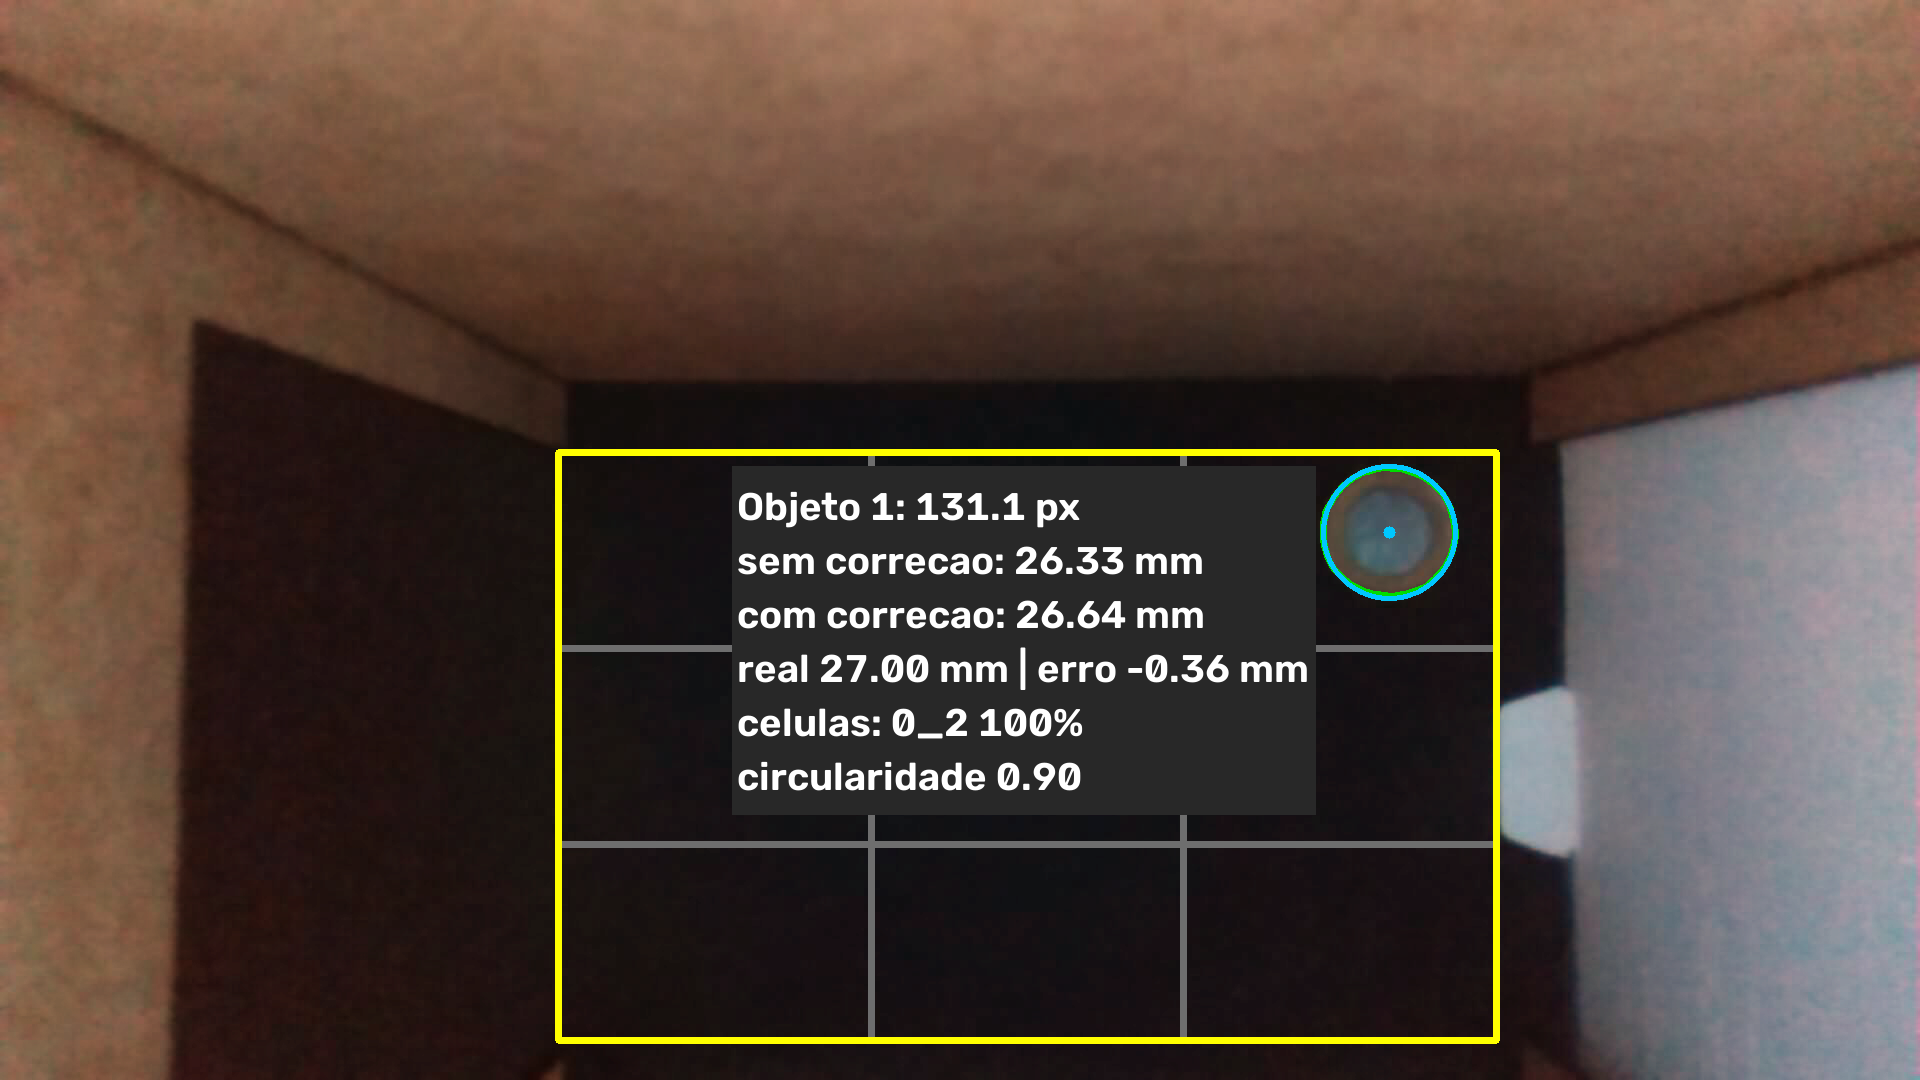 Objeto 1: 131.1 px
sem correcao: 26.33 mm
com correcao: 26.64 mm
real 27.00 mm | erro -0.36 mm
celulas: 0_2 100%
circularidade 0.90